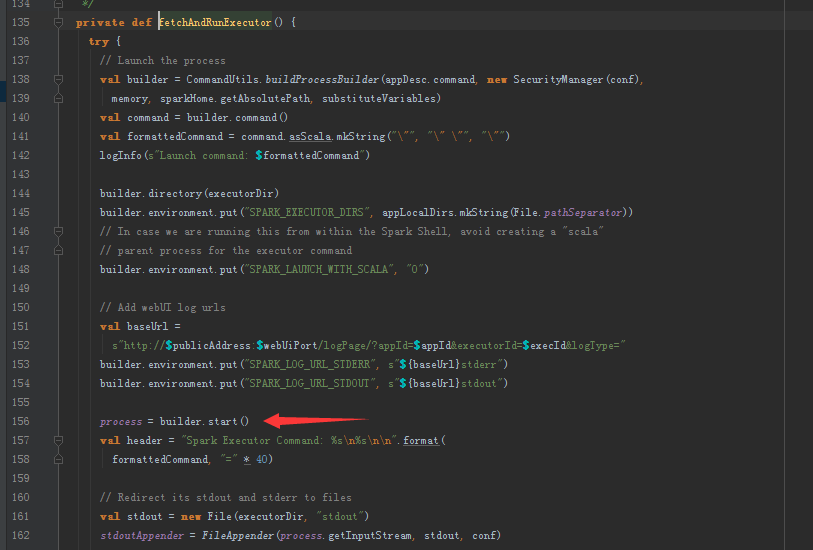 134 */
135 private def fetchAndRunExecutor() {
136 try {
137 // Launch the process
138 val builder = CommandUtils.buildProcessBuilder(appDesc.command, new SecurityManager(conf),
139 memory, sparkHome.getAbsolutePath, substituteVariables)
140 val command = builder.command()
141 val formattedCommand = command.asScala.mkString("\"", "\" \"", "\"")
142 logInfo(s"Launch command: $formattedCommand")
143
144 builder.directory(executorDir)
145 builder.environment.put("SPARK_EXECUTOR_DIRS", appLocalDirs.mkString(File.pathSeparator))
146 // In case we are running this from within the Spark Shell, avoid creating a "scala"
147 // parent process for the executor command
148 builder.environment.put("SPARK_LAUNCH_WITH_SCALA", "0")
149
150 // Add webUI log urls
151 val baseUrl =
152 s"http://$publicAddress:$webUiPort/logPage/?appId=$appId&executorId=$execId&logType="
153 builder.environment.put("SPARK_LOG_URL_STDERR", s"${baseUrl}stderr")
154 builder.environment.put("SPARK_LOG_URL_STDOUT", s"${baseUrl}stdout")
155
156 process = builder.start()
157 val header = "Spark Executor Command: %s\n%s\n\n".format(
158 formattedCommand, "=" * 40)
159
160 // Redirect its stdout and stderr to files
161 val stdout = new File(executorDir, "stdout")
162 stdoutAppender = FileAppender(process.getInputStream, stdout, conf)